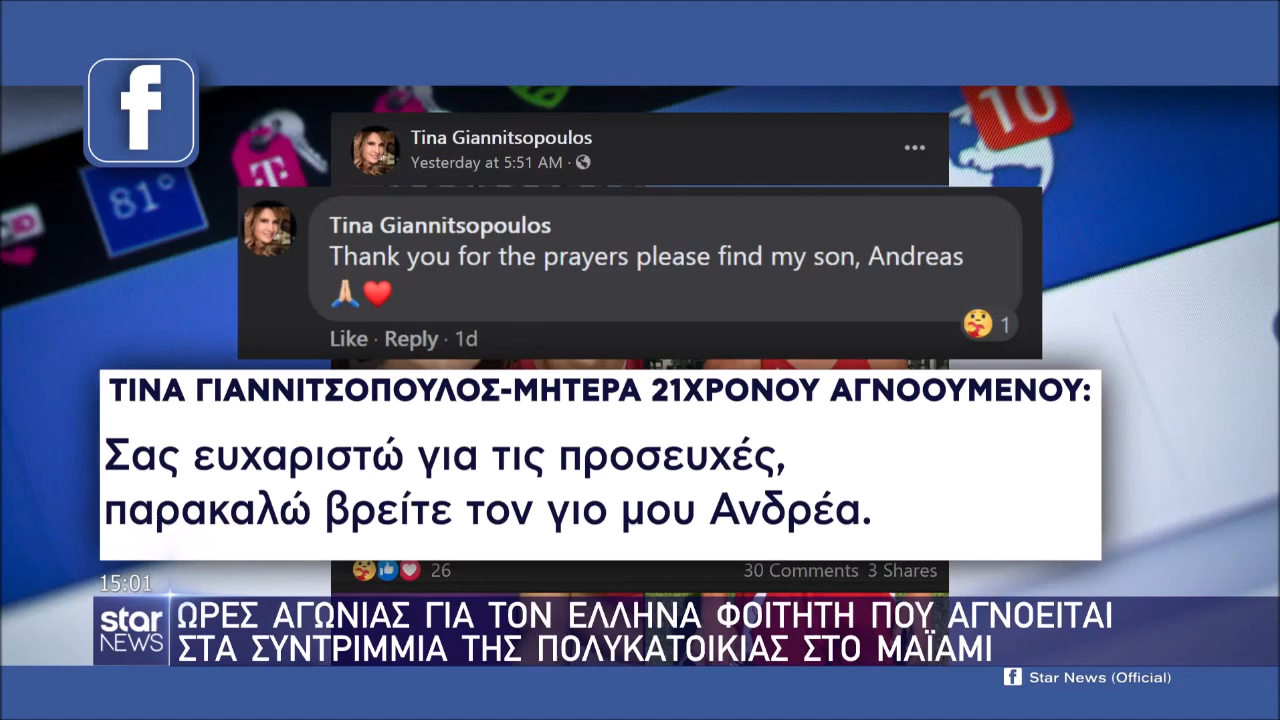 f
10
81°
T
Tina Giannitsopoulos
Yesterday at 5:51 AM ·
Tina Giannitsopoulos
Thank you for the prayers please find my son, Andreas
🙏🏼❤️
1
Like · Reply · 1d
ΤΙΝΑ ΓΙΑΝΝΙΤΣΟΠΟΥΛΟΣ-ΜΗΤΕΡΑ 21ΧΡΟΝΟΥ ΑΓΝΟΟΥΜΕΝΟΥ:
Σας ευχαριστώ για τις προσευχές,
παρακαλώ βρείτε τον γιο μου Ανδρέα.
26 30 Comments 3 Shares
15:01
star NEWS
ΩΡΕΣ ΑΓΩΝΙΑΣ ΓΙΑ ΤΟΝ ΕΛΛΗΝΑ ΦΟΙΤΗΤΗ ΠΟΥ ΑΓΝΟΕΙΤΑΙ
ΣΤΑ ΣΥΝΤΡΙΜΜΙΑ ΤΗΣ ΠΟΛΥΚΑΤΟΙΚΙΑΣ ΣΤΟ ΜΑΪΑΜΙ
f Star News (Official)